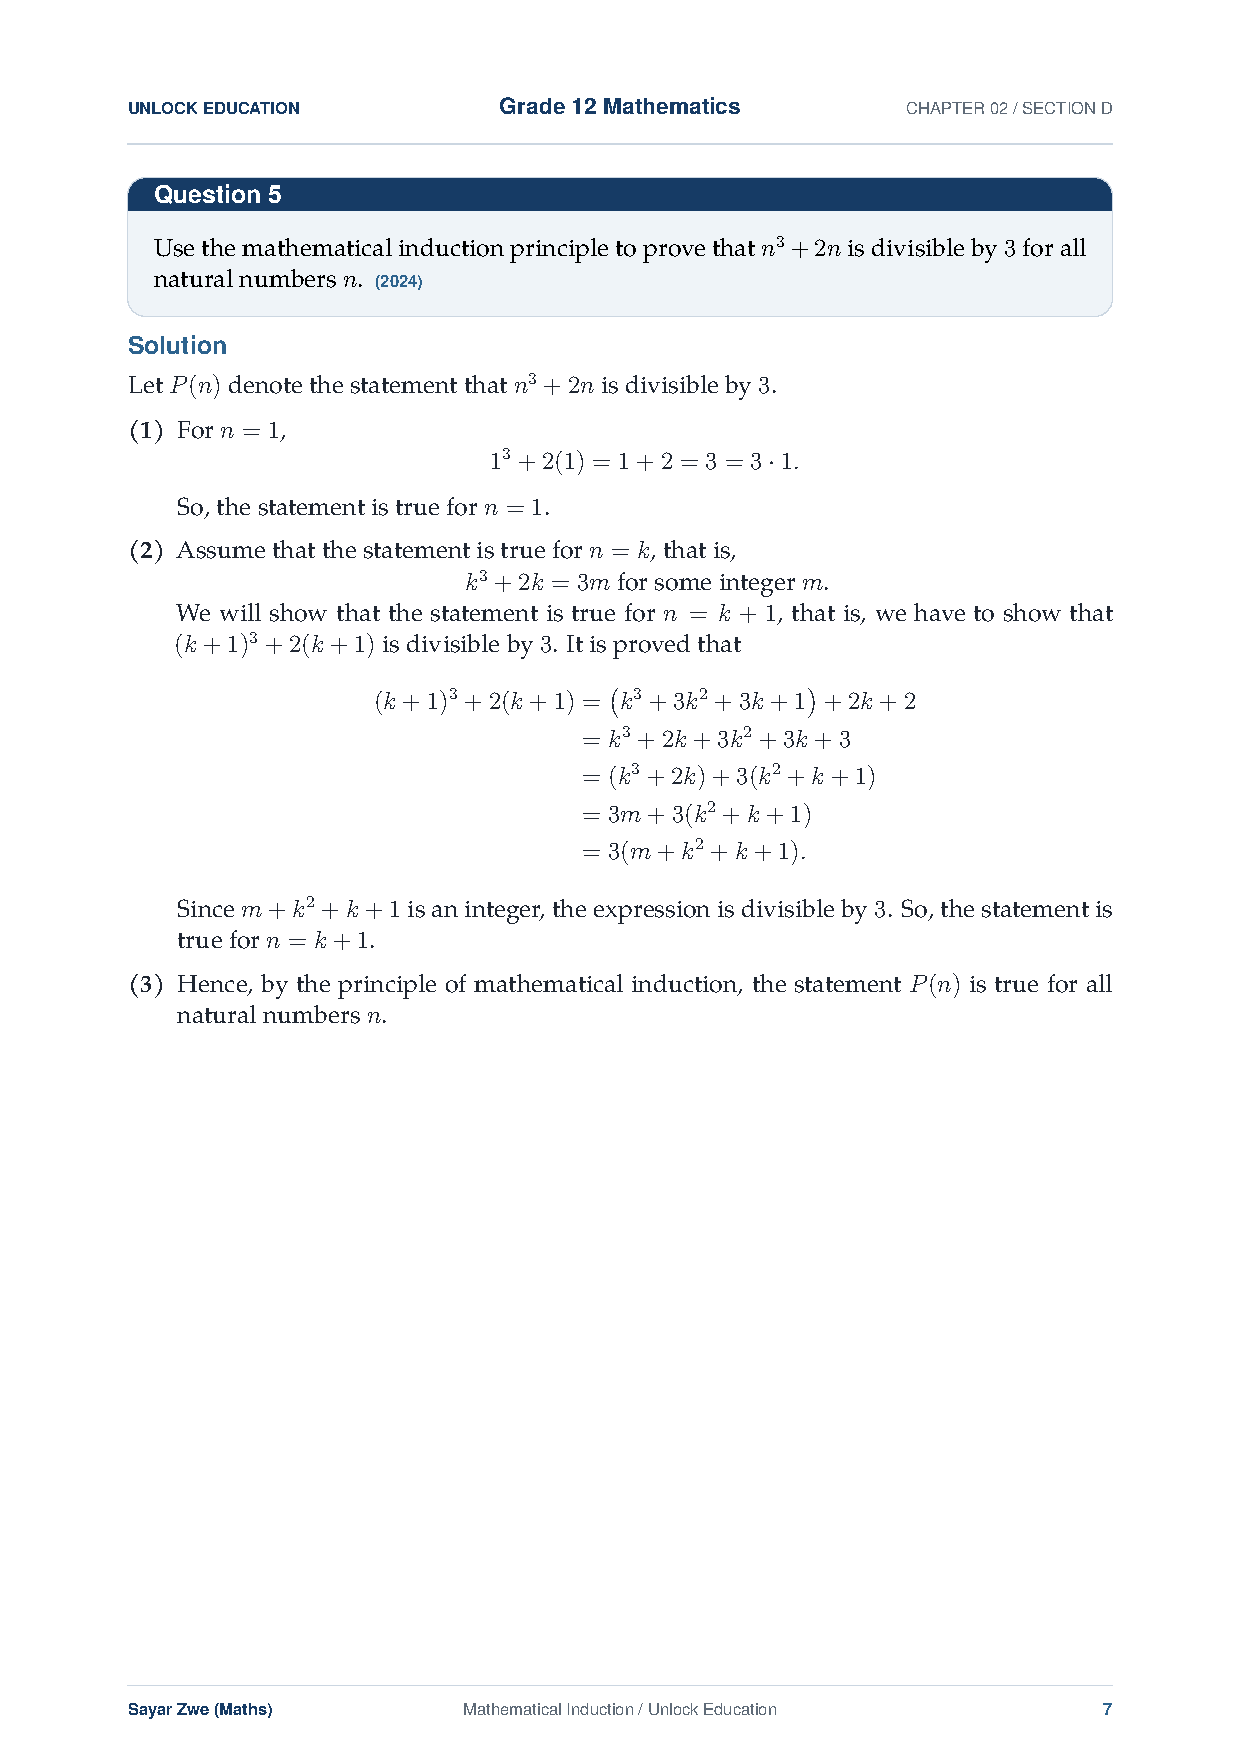 UNLOCK EDUCATION Grade 12 Mathematics CHAPTER 02 / SECTION D
Question 5
Use the mathematical induction principle to prove that n³ + 2n is divisible by 3 for all
natural numbers n. (2024)
Solution
Let P(n) denote the statement that n³ + 2n is divisible by 3.
(1) For n = 1,
1³ + 2(1) = 1 + 2 = 3 = 3 · 1.
So, the statement is true for n = 1.
(2) Assume that the statement is true for n = k, that is,
k³ + 2k = 3m for some integer m.
We will show that the statement is true for n = k + 1, that is, we have to show that
(k + 1)³ + 2(k + 1) is divisible by 3. It is proved that
(k + 1)³ + 2(k + 1) = (k³ + 3k² + 3k + 1) + 2k + 2
= k³ + 2k + 3k² + 3k + 3
= (k³ + 2k) + 3(k² + k + 1)
= 3m + 3(k² + k + 1)
= 3(m + k² + k + 1).
Since m + k² + k + 1 is an integer, the expression is divisible by 3. So, the statement is
true for n = k + 1.
(3) Hence, by the principle of mathematical induction, the statement P(n) is true for all
natural numbers n.
Sayar Zwe (Maths) Mathematical Induction / Unlock Education 7